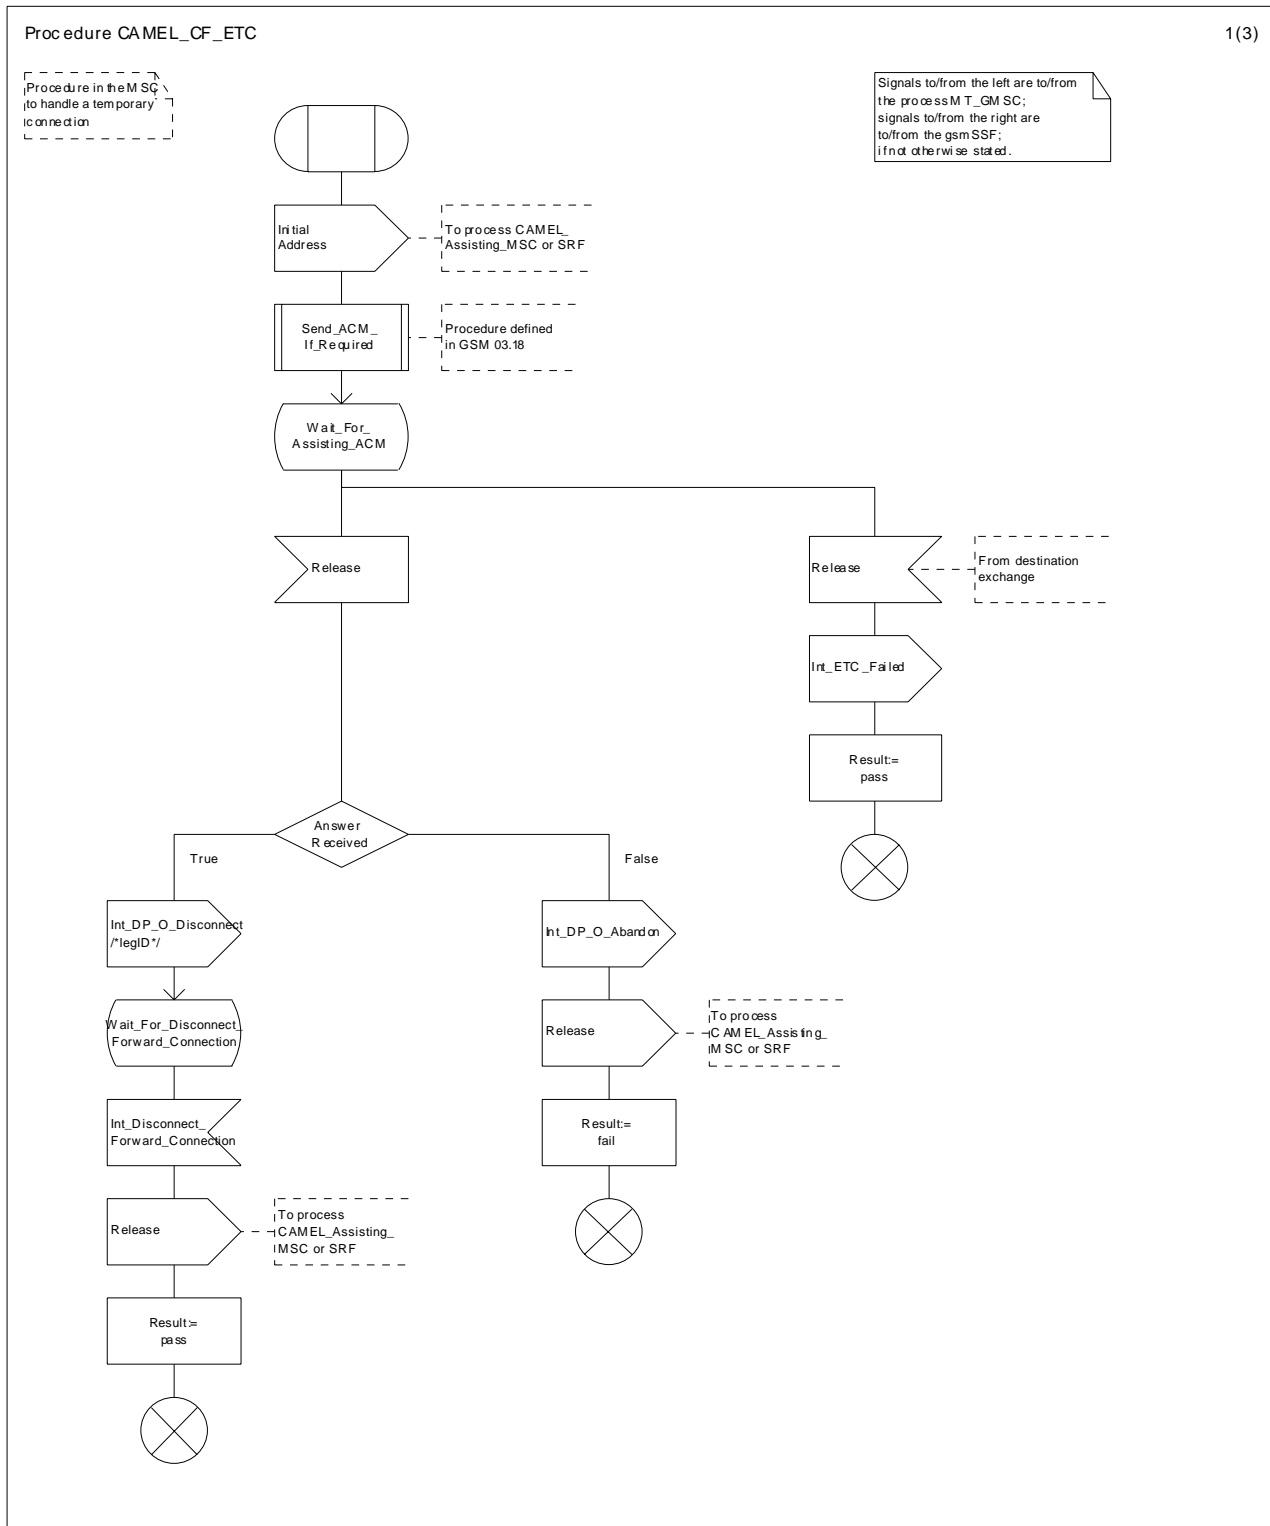 Procedure CAMEL_CF_ETC
1(3)
Procedure in the MSC
to handle a temporary
connection
Signals to/from the left are to/from
the process MT_GMSC;
signals to/from the right are
to/from the gsmSSF;
if not otherwise stated.
Initial
Address
To process CAMEL_
Assisting_MSC or SRF
Send_ACM_
If_Required
Procedure defined
in GSM 03.18
Wait_For_
Assisting_ACM
Release
Release
From destination
exchange
Int_ETC_Failed
Result:=
pass
Answer
Received
True
False
Int_DP_O_Disconnect
/*legID*/
Int_DP_O_Abandon
Wait_For_Disconnect_
Forward_Connection
Release
To process
CAMEL_Assisting_
MSC or SRF
Int_Disconnect_
Forward_Connection
Result:=
fail
Release
To process
CAMEL_Assisting_
MSC or SRF
Result:=
pass